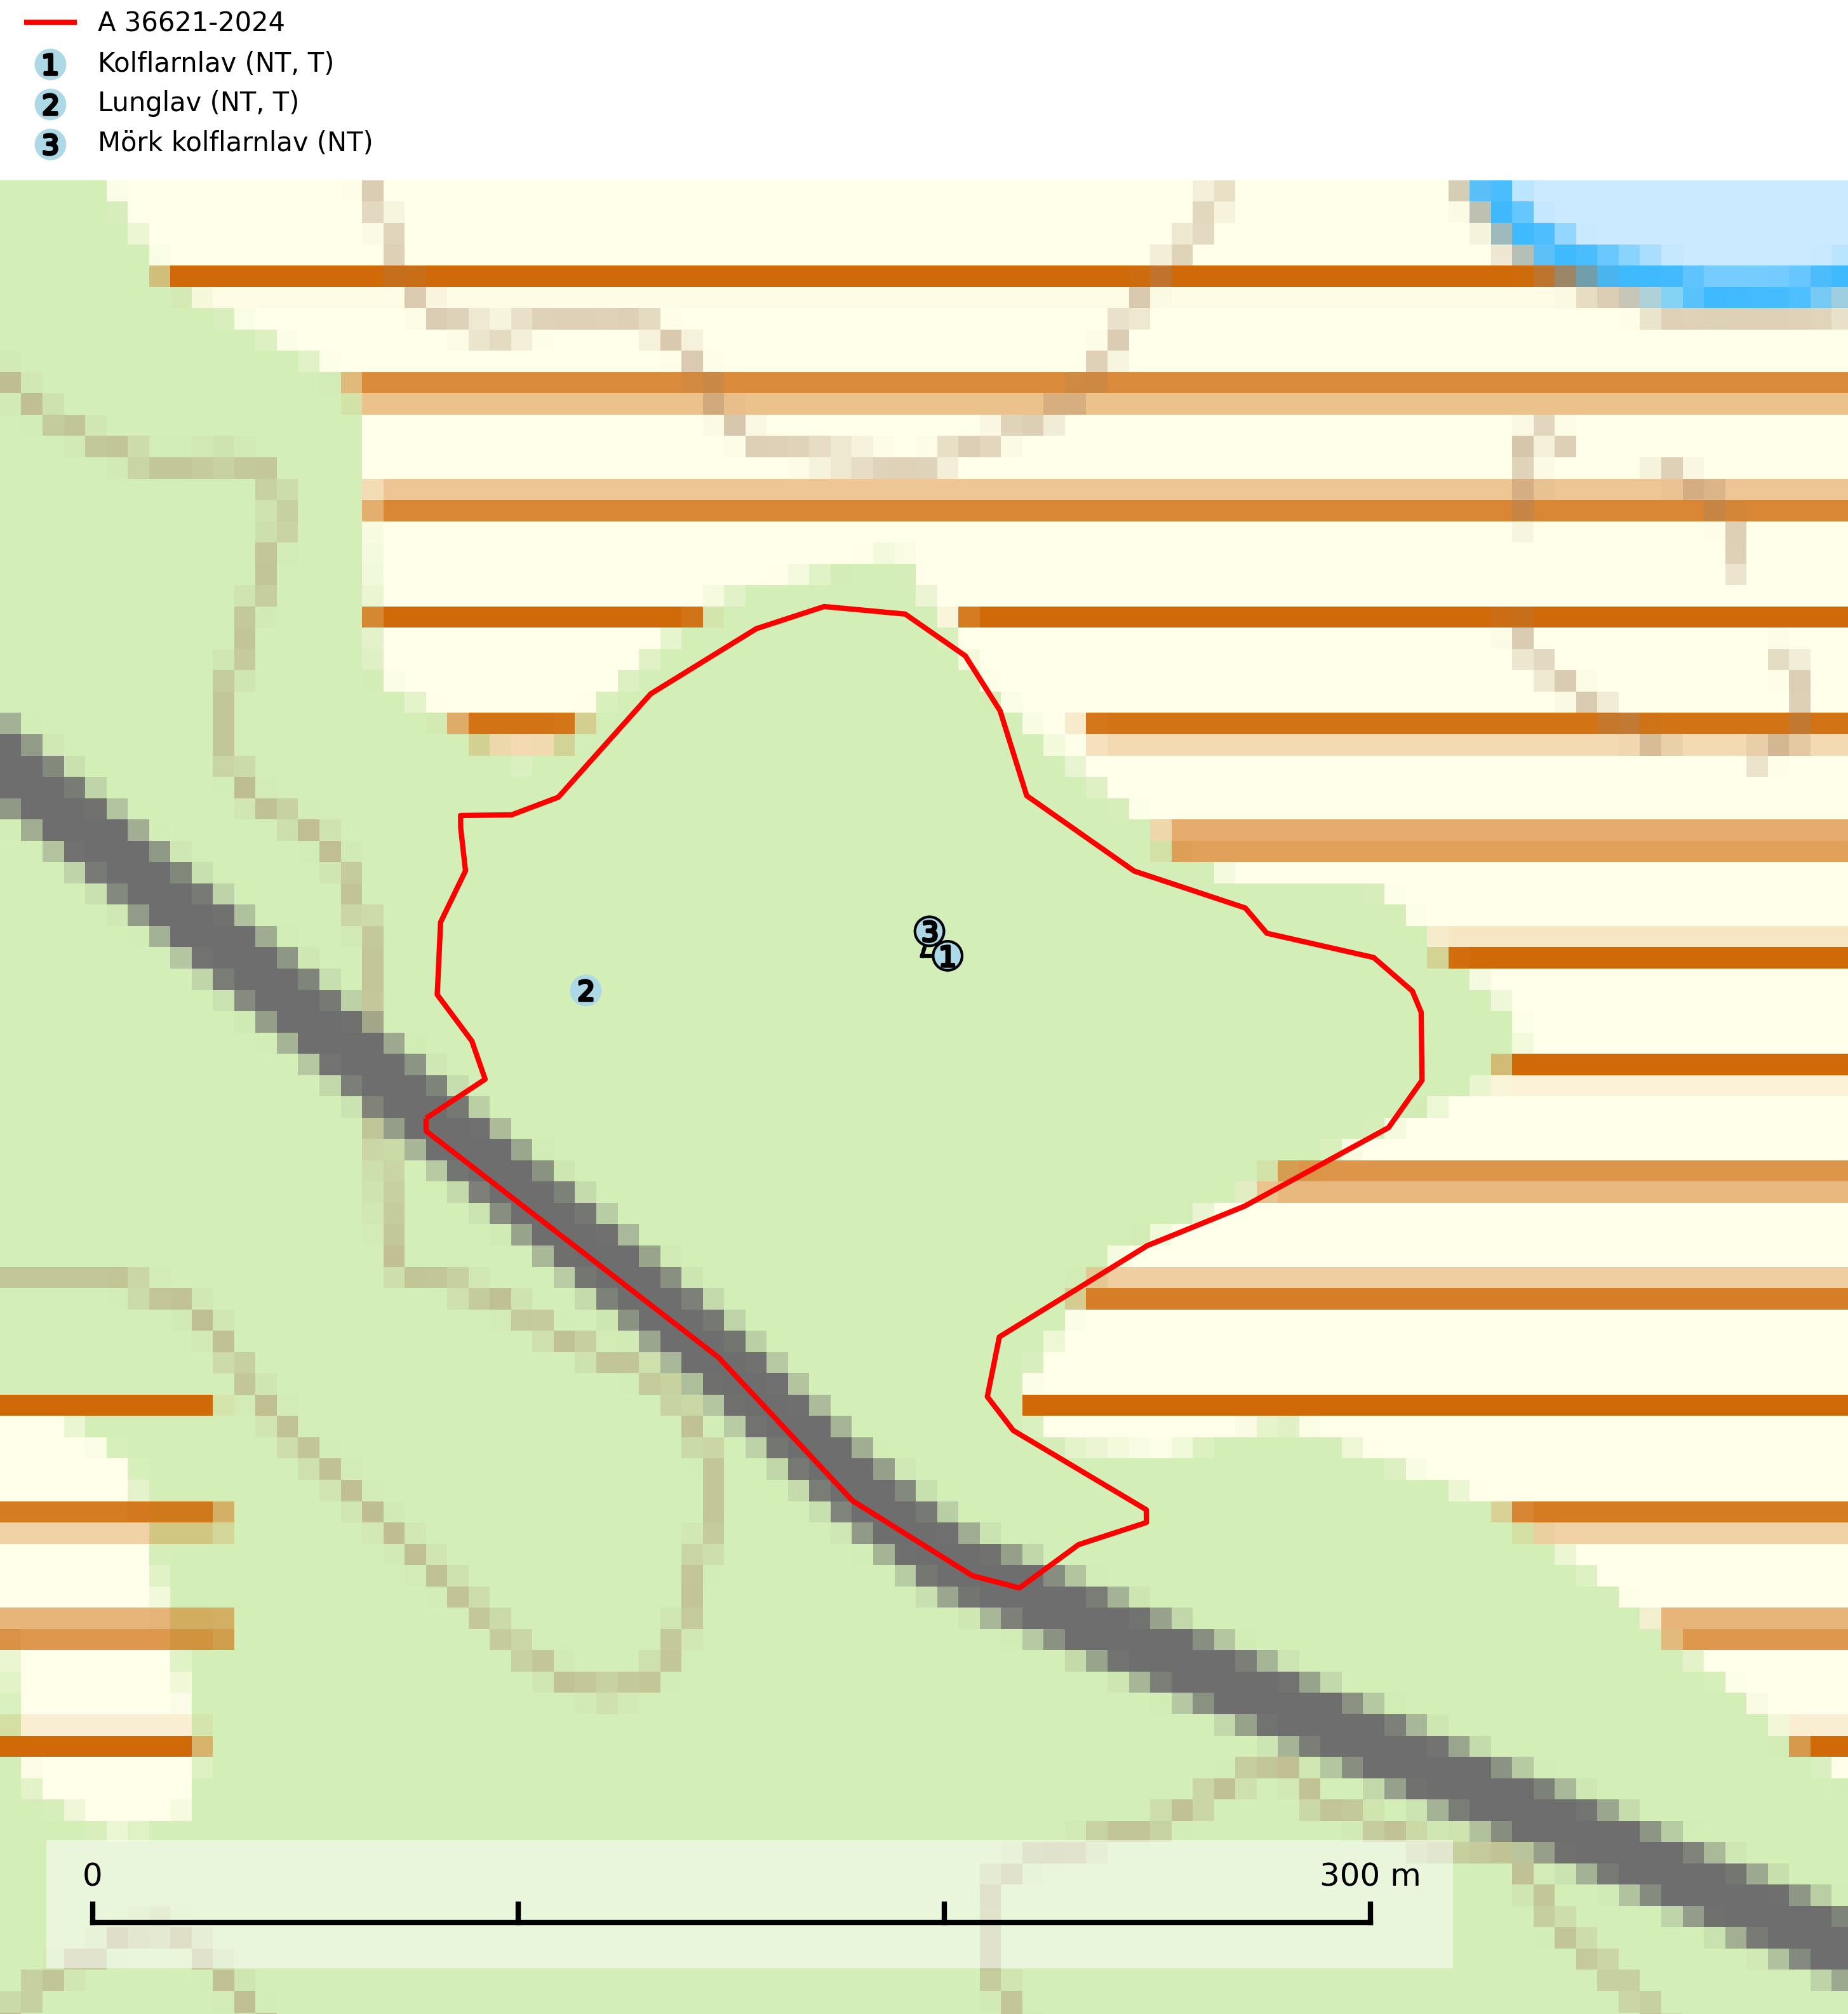 A 36621-2024
1 Kolflarnlav (NT, T)
2 Lunglav (NT, T)
3 Mörk kolflarnlav (NT)
3
1
2
0 300 m